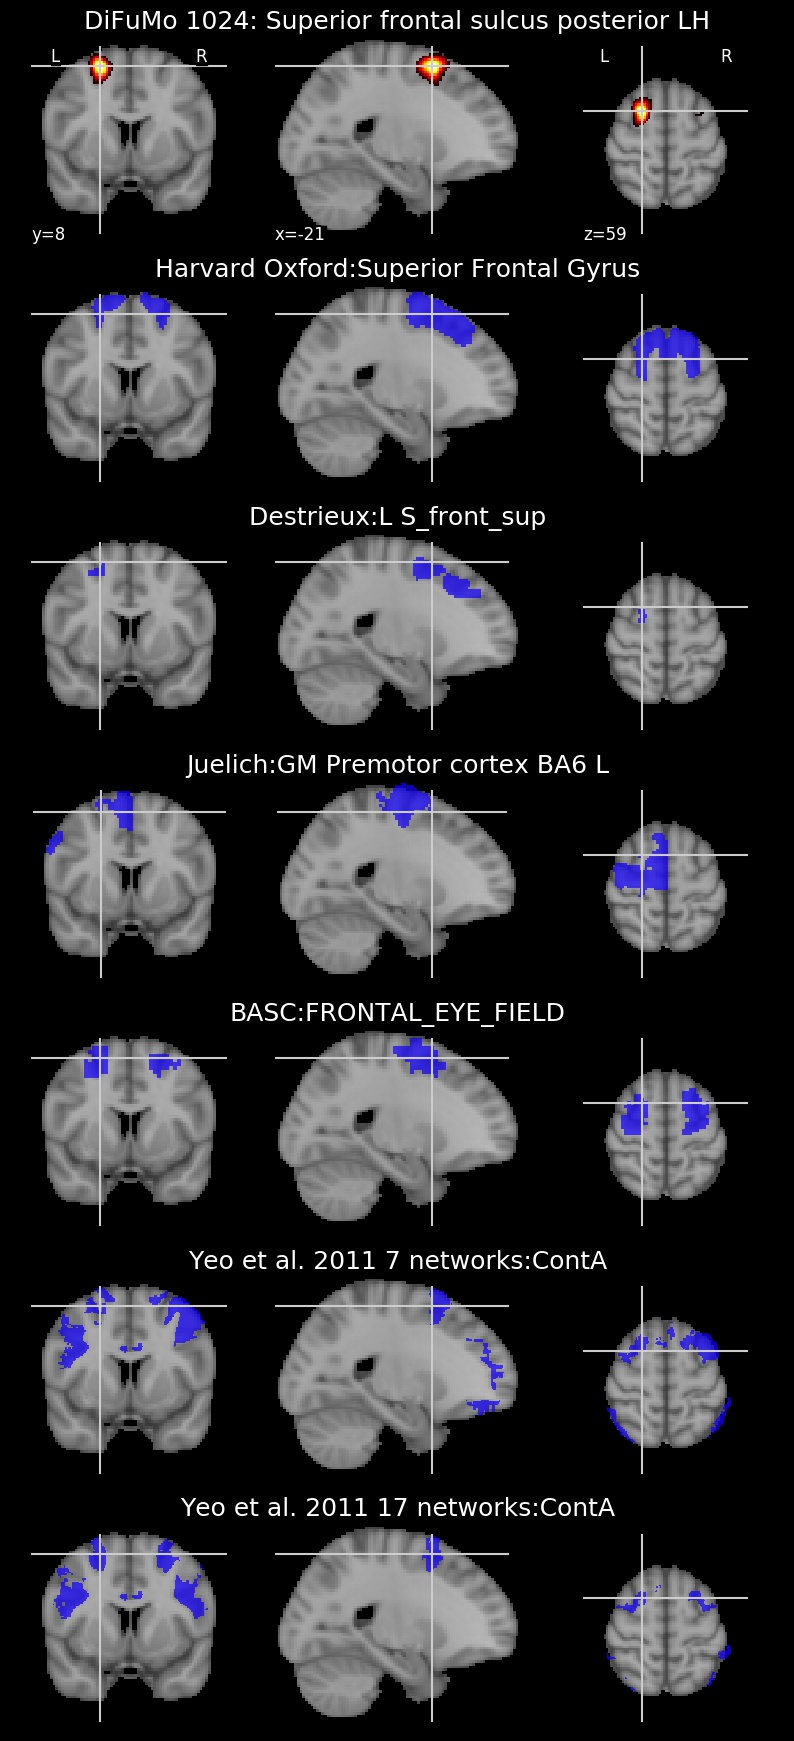 DiFuMo 1024: Superior frontal sulcus posterior LH
L R L R
y=8 x=-21 z=59
Harvard Oxford:Superior Frontal Gyrus
Destrieux:L S_front_sup
Juelich:GM Premotor cortex BA6 L
BASC:FRONTAL_EYE_FIELD
Yeo et al. 2011 7 networks:ContA
Yeo et al. 2011 17 networks:ContA